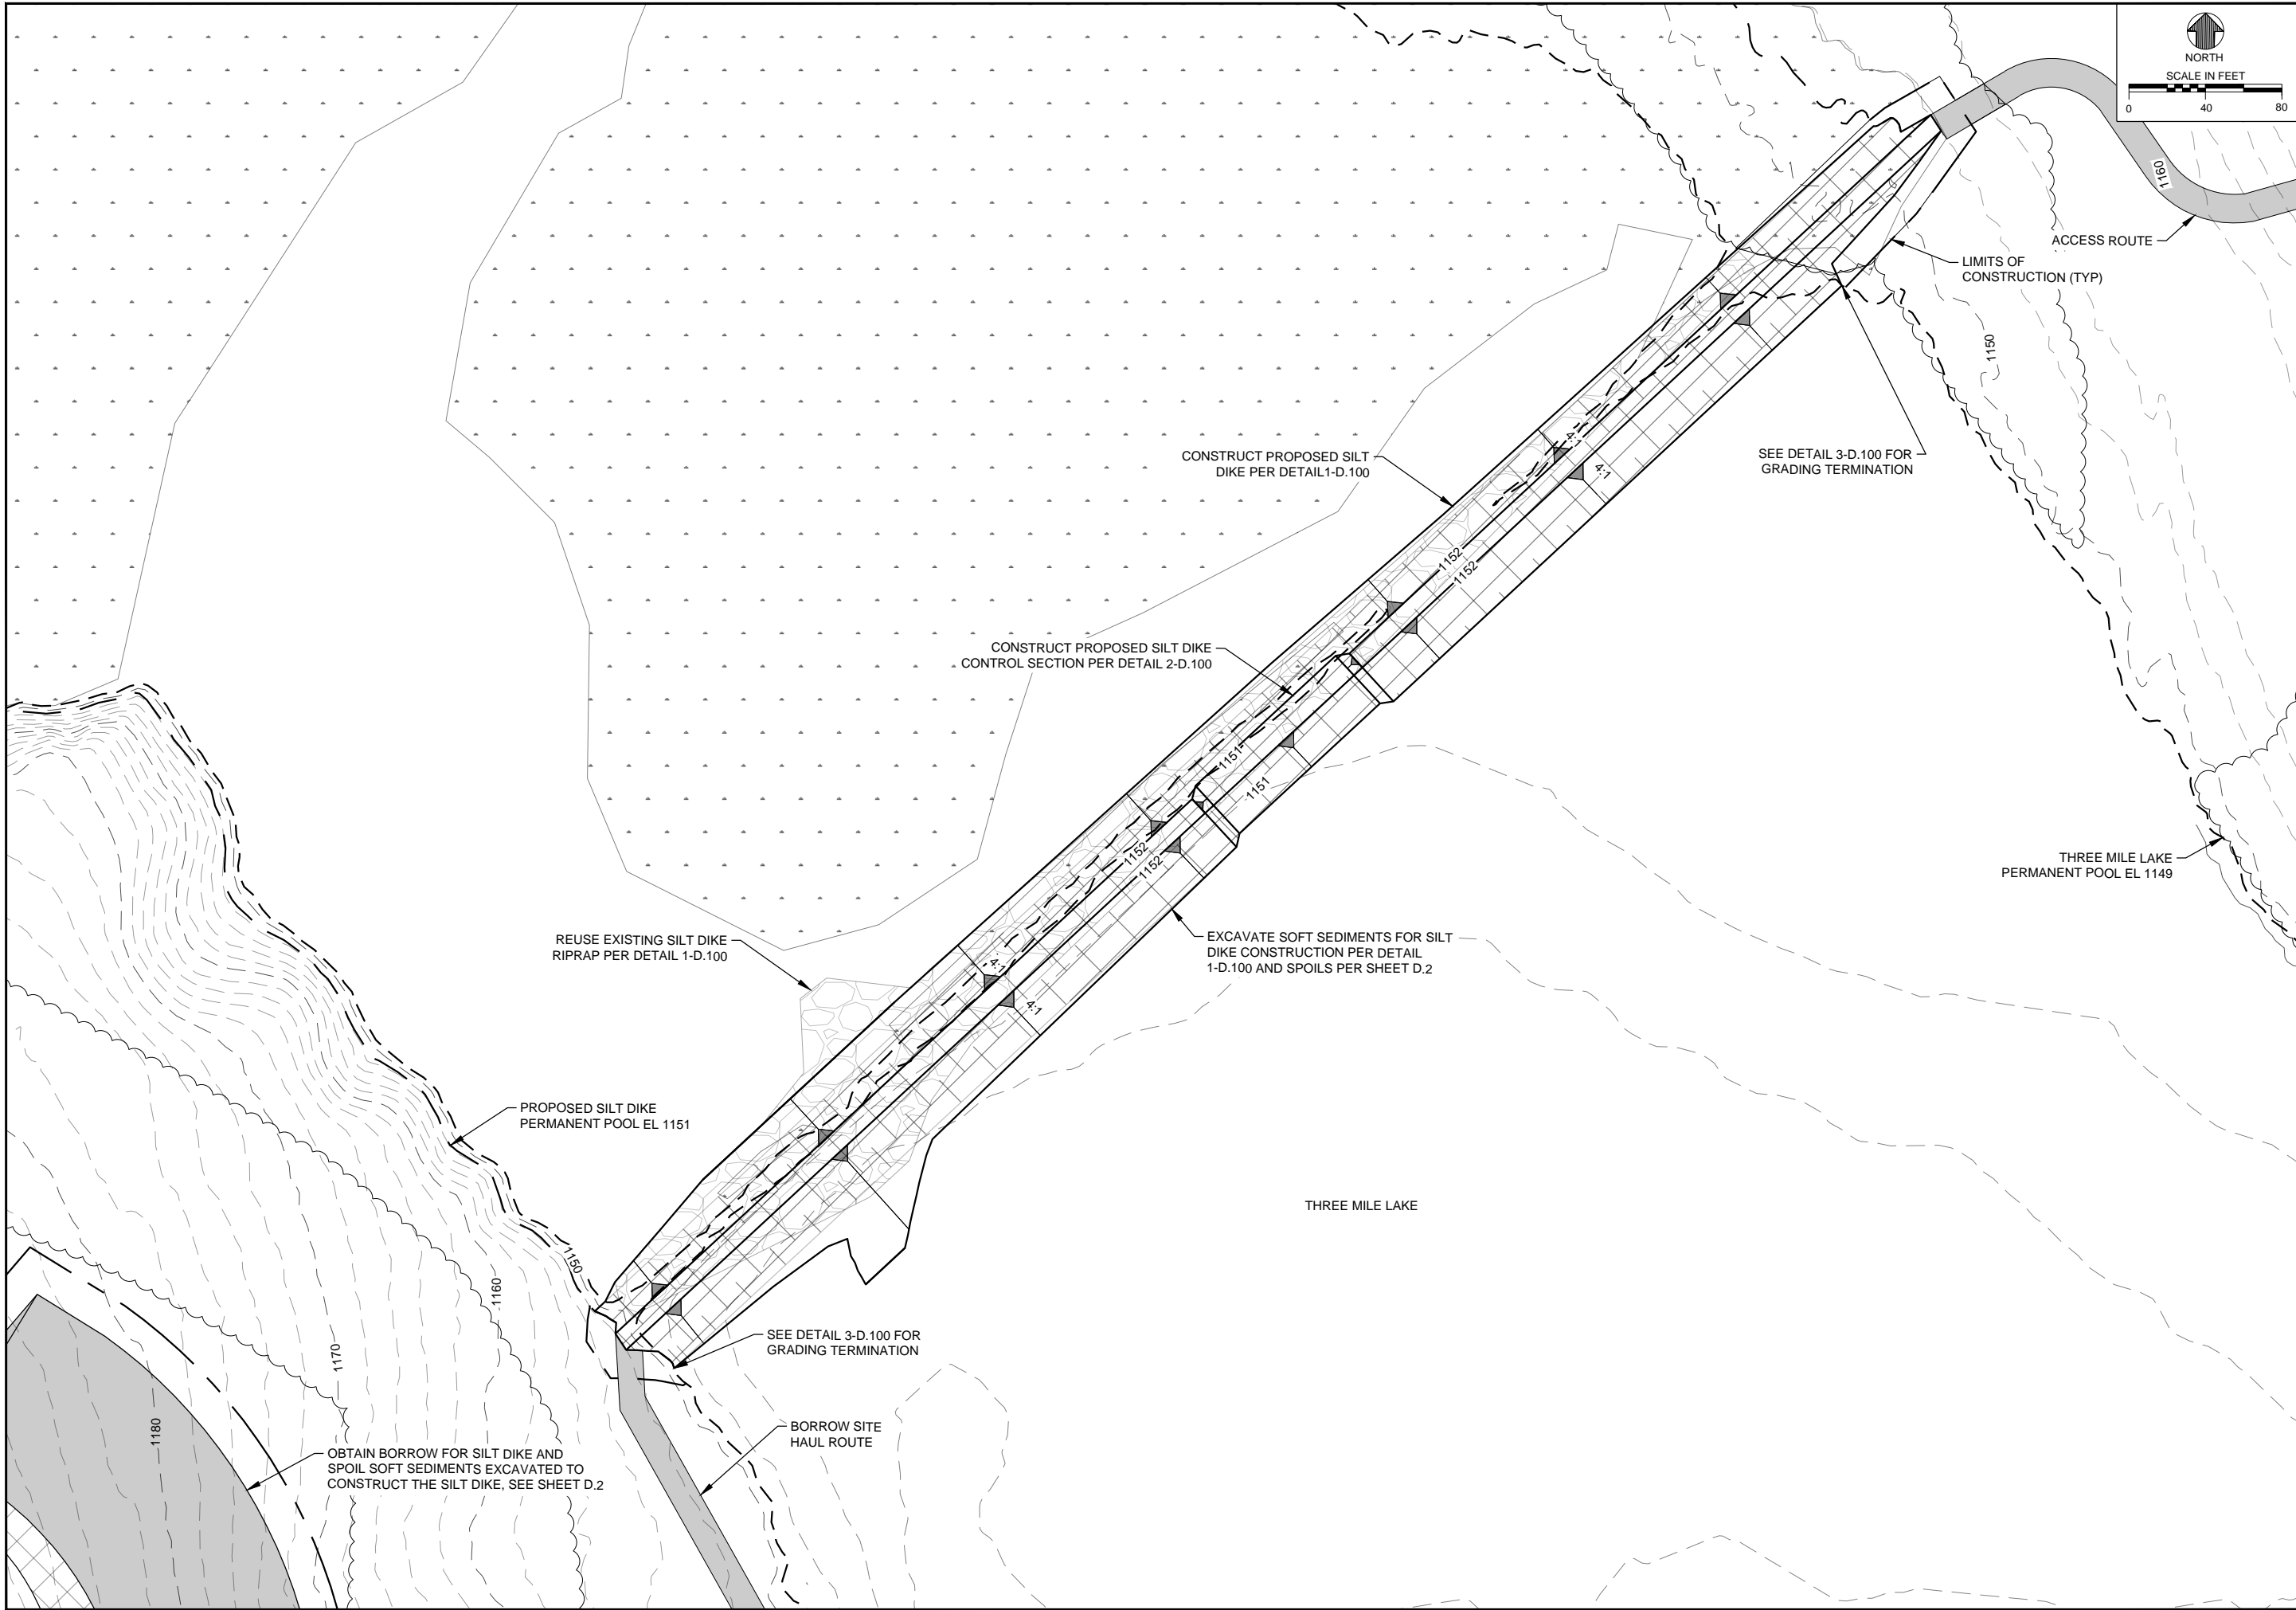 NORTH
SCALE IN FEET
0 40 80
1160
ACCESS ROUTE
LIMITS OF
CONSTRUCTION (TYP)
1150
CONSTRUCT PROPOSED SILT
DIKE PER DETAIL1-D.100
4:1
4:1
SEE DETAIL 3-D.100 FOR
GRADING TERMINATION
1152
1152
CONSTRUCT PROPOSED SILT DIKE
CONTROL SECTION PER DETAIL 2-D.100
1151
1151
1152
1152
THREE MILE LAKE
PERMANENT POOL EL 1149
REUSE EXISTING SILT DIKE
RIPRAP PER DETAIL 1-D.100
EXCAVATE SOFT SEDIMENTS FOR SILT
DIKE CONSTRUCTION PER DETAIL
1-D.100 AND SPOILS PER SHEET D.2
4:1
4:1
PROPOSED SILT DIKE
PERMANENT POOL EL 1151
THREE MILE LAKE
1150
1160
1170
1180
SEE DETAIL 3-D.100 FOR
GRADING TERMINATION
BORROW SITE
HAUL ROUTE
OBTAIN BORROW FOR SILT DIKE AND
SPOIL SOFT SEDIMENTS EXCAVATED TO
CONSTRUCT THE SILT DIKE, SEE SHEET D.2